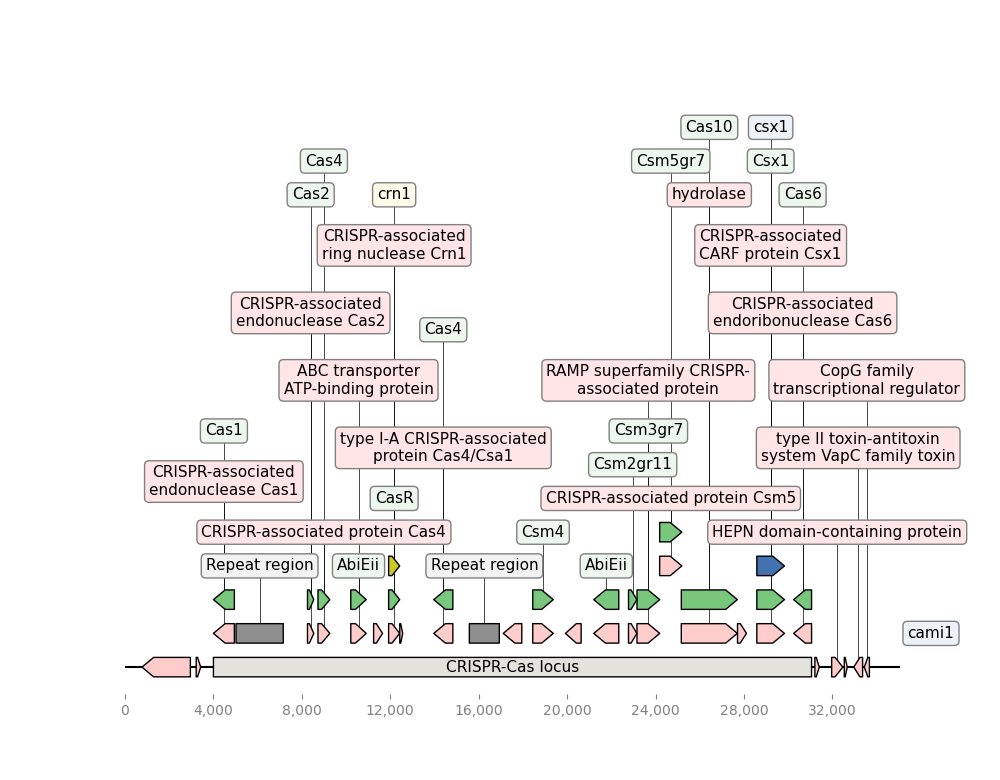 Cas10
csx1
Cas4
Csm5gr7
Csx1
Cas2
crn1
hydrolase
Cas6
CRISPR-associated
ring nuclease Crn1
CRISPR-associated
CARF protein Csx1
CRISPR-associated
endonuclease Cas2
CRISPR-associated
endoribonuclease Cas6
Cas4
ABC transporter
ATP-binding protein
RAMP superfamily CRISPR-
associated protein
CopG family
transcriptional regulator
Cas1
Csm3gr7
type I-A CRISPR-associated
protein Cas4/Csa1
type II toxin-antitoxin
system VapC family toxin
Csm2gr11
CRISPR-associated
endonuclease Cas1
CasR
CRISPR-associated protein Csm5
CRISPR-associated protein Cas4
Csm4
HEPN domain-containing protein
Repeat region
AbiEii
Repeat region
AbiEii
cami1
CRISPR-Cas locus
0
4,000
8,000
12,000
16,000
20,000
24,000
28,000
32,000